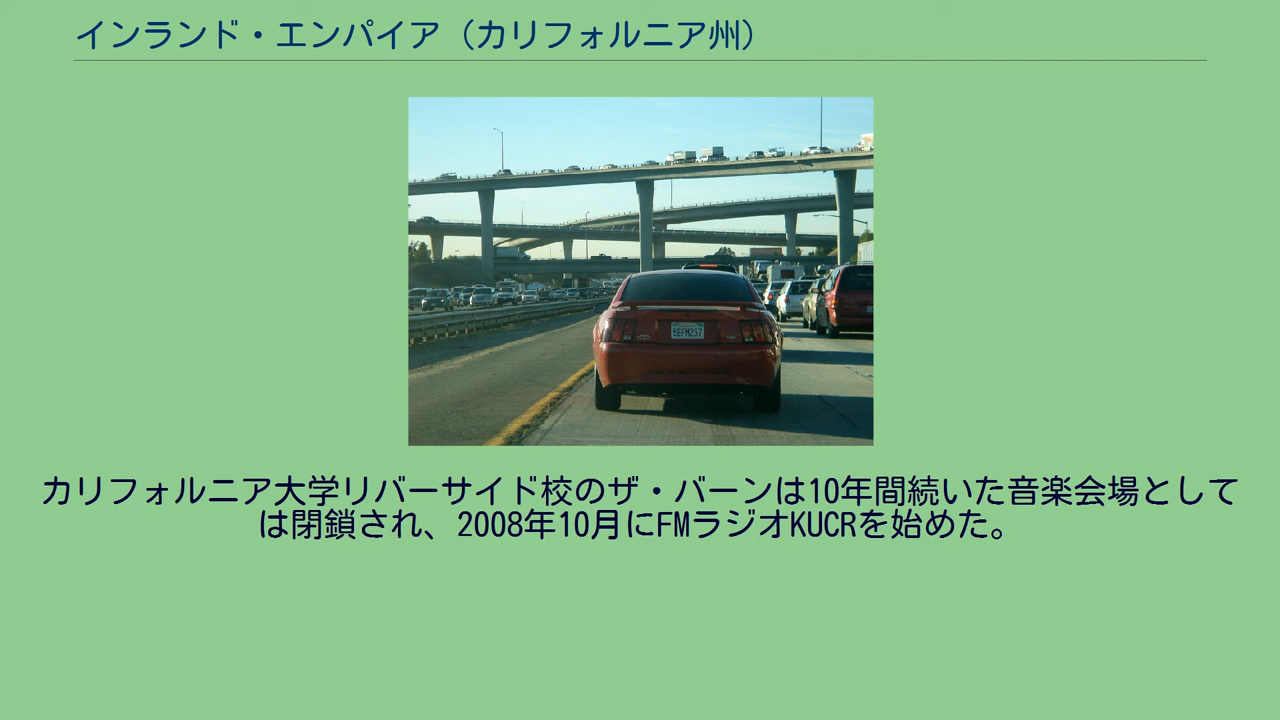 インランド・エンパイア（カリフォルニア州）
カリフォルニア大学リバーサイド校のザ・バーンは10年間続いた音楽会場として
は閉鎖され、2008年10月にFMラジオKUCRを始めた。